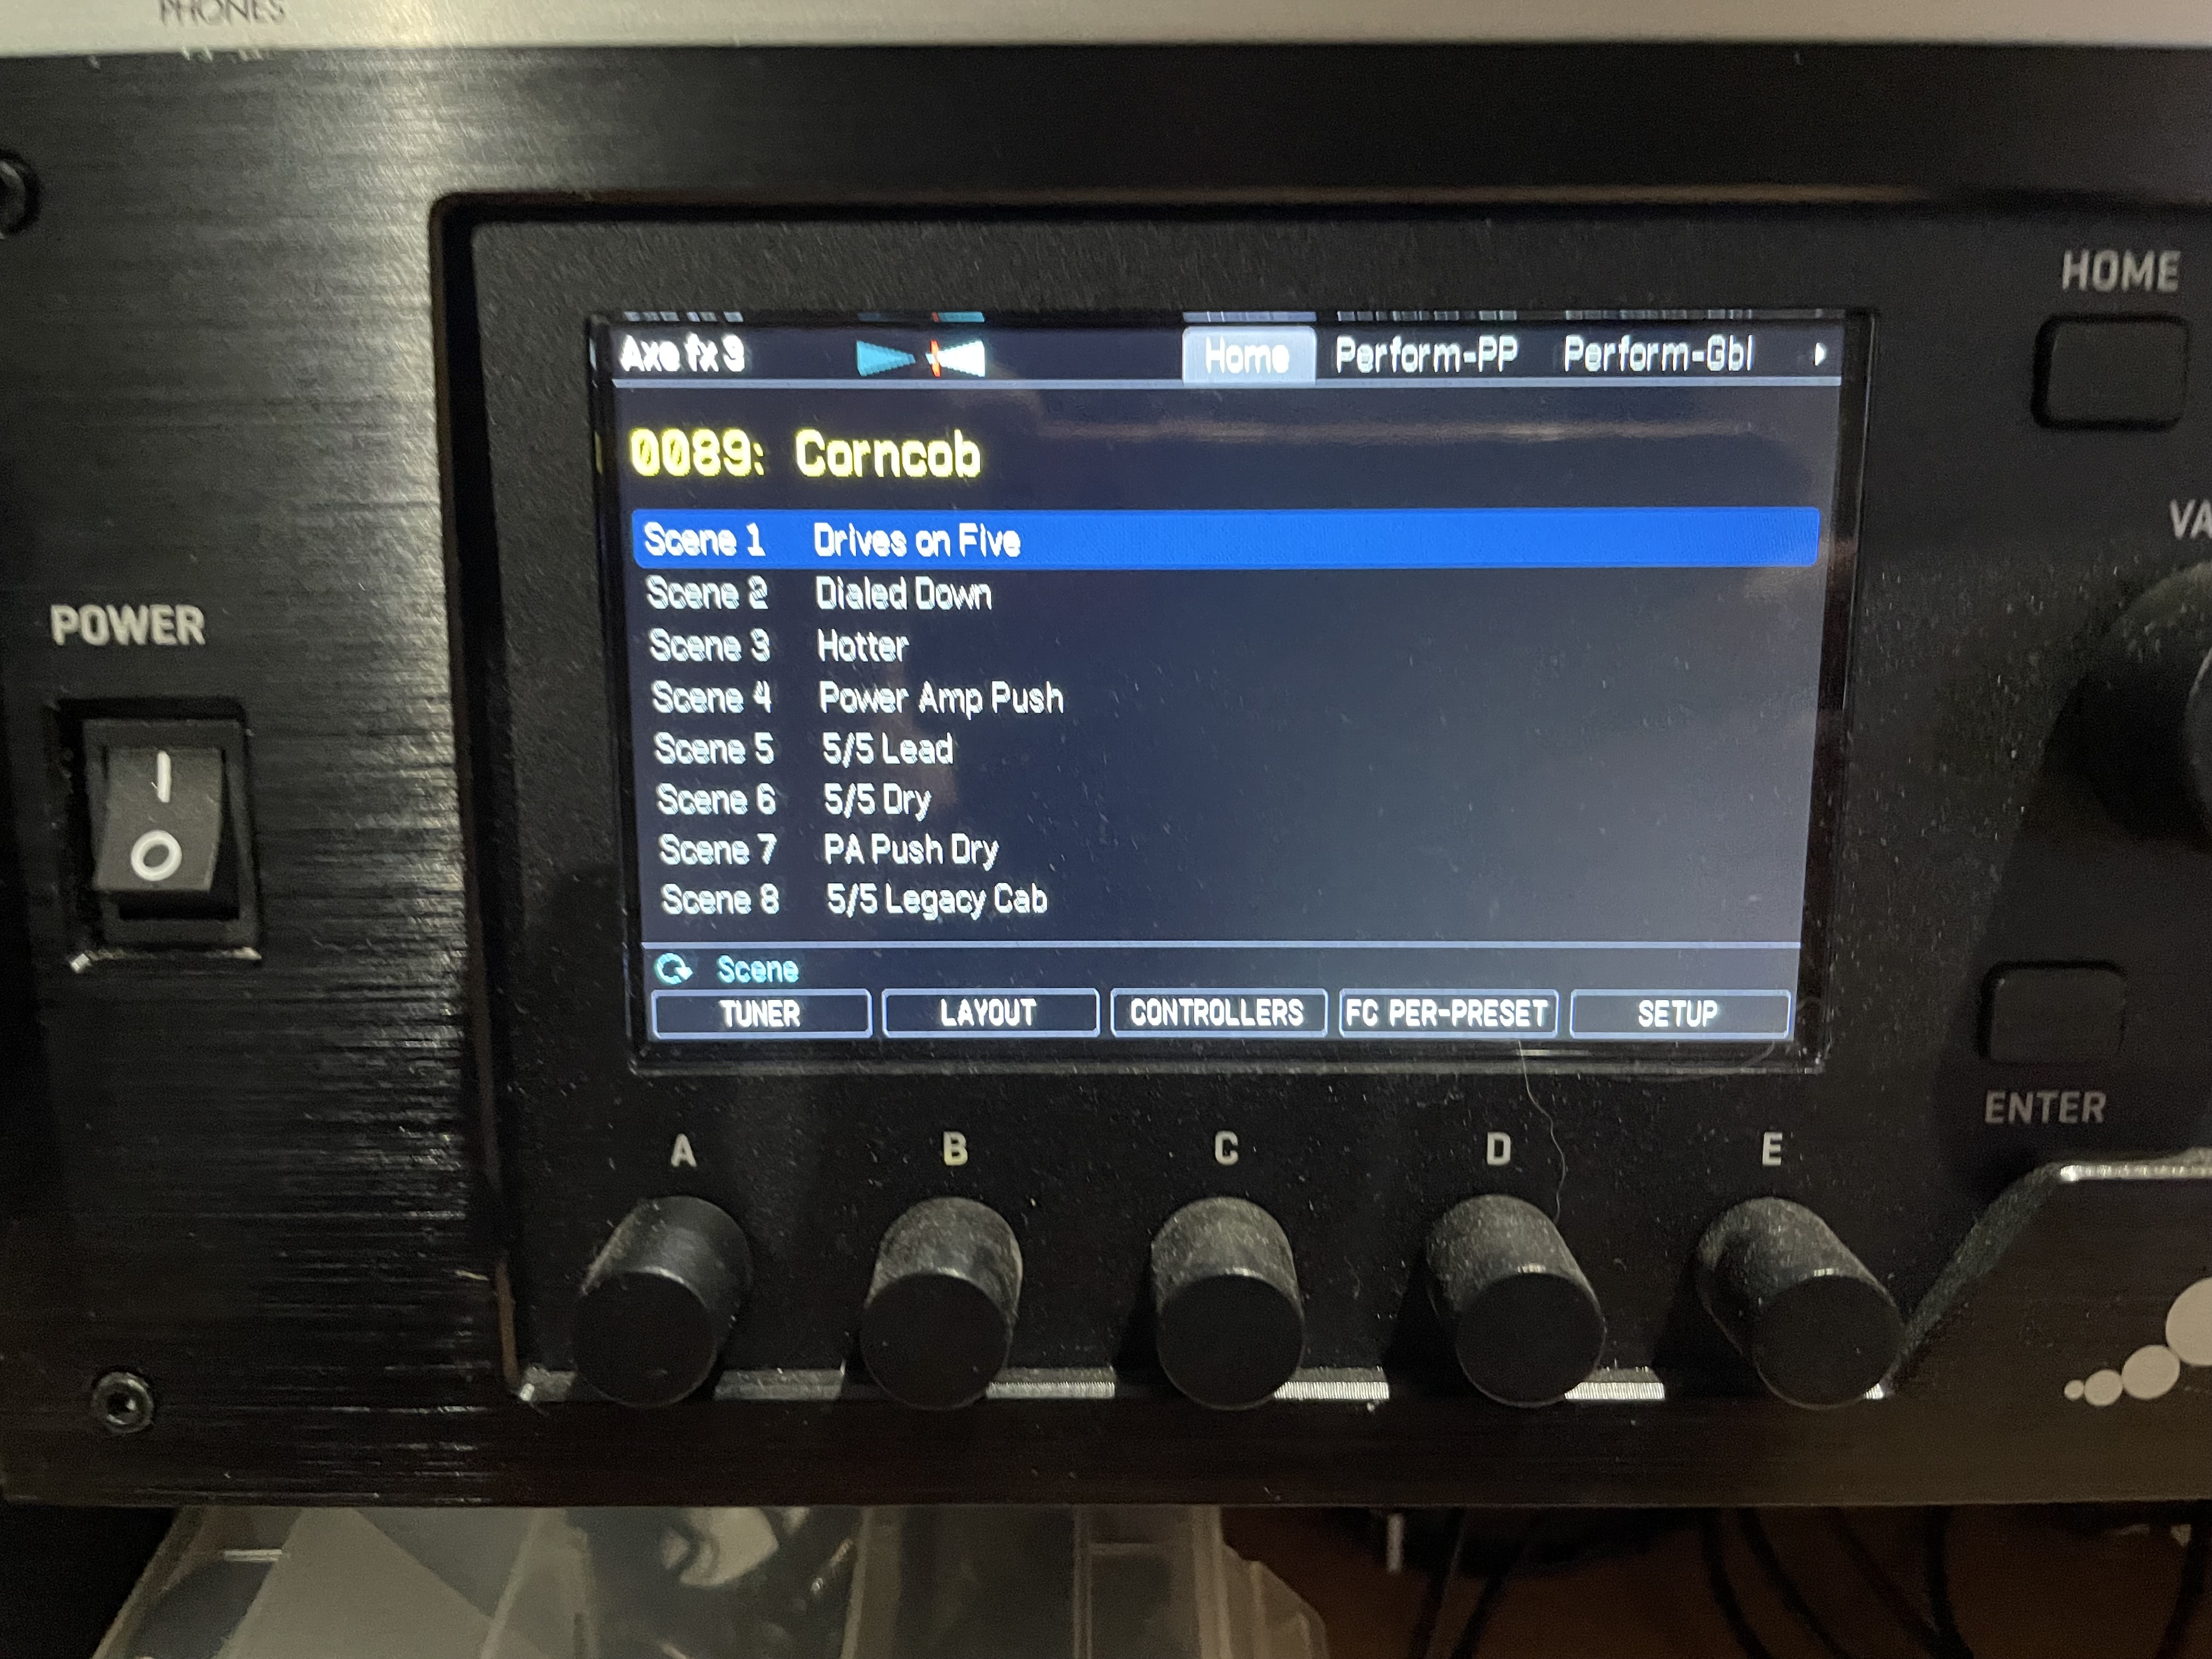 PHONES
HOME
Axe fx 3 Home Perform-PP Perform-Gbl
0089: Corncob
VA
Scene 1 Drives on Five
Scene 2 Dialed Down
Scene 3 Hotter
Scene 4 Power Amp Push
Scene 5 5/5 Lead
Scene 6 5/5 Dry
Scene 7 PA Push Dry
Scene 8 5/5 Legacy Cab
Scene
TUNER LAYOUT CONTROLLERS FC PER-PRESET SETUP
POWER
I
O
ENTER
A B C D E